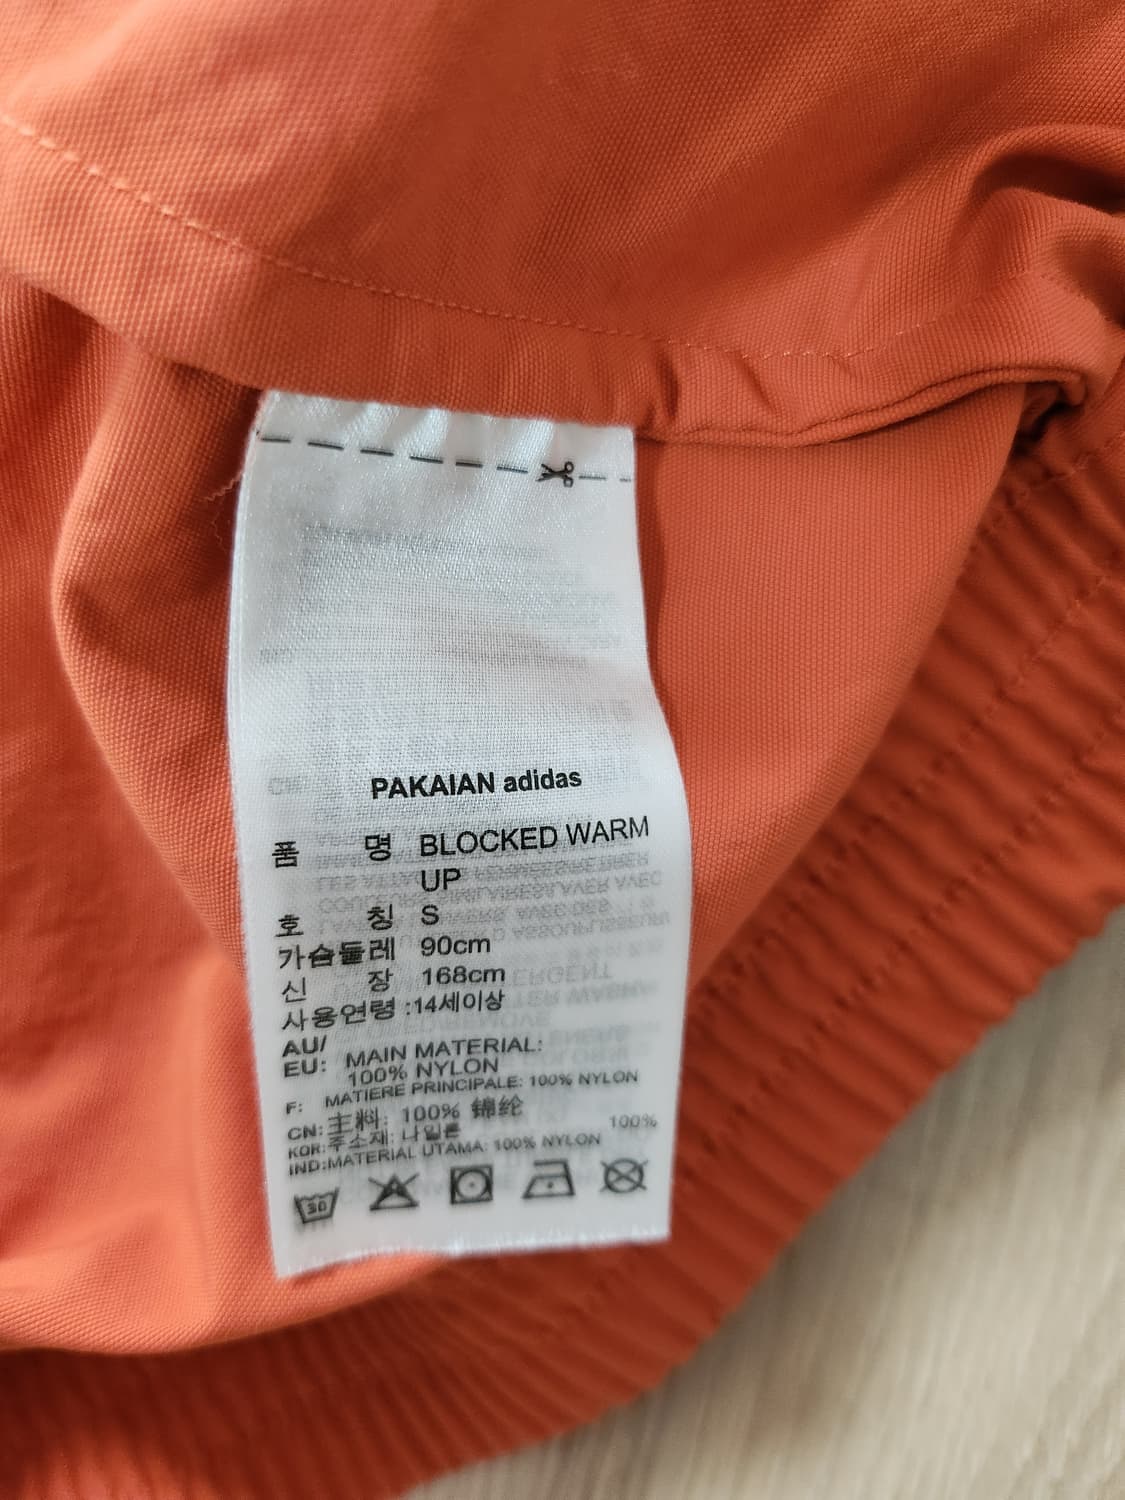 PAKAIAN adidas
품 명 BLOCKED WARM
UP
호 칭 S
가슴둘레 90cm
신 장 168cm
사용연령 :14세이상
AU/
EU: MAIN MATERIAL:
100% NYLON
F: MATIERE PRINCIPALE: 100% NYLON
CN: 主料: 100% 锦纶
KOR: 주소재: 나일론 100%
IND:MATERIAL UTAMA: 100% NYLON
30